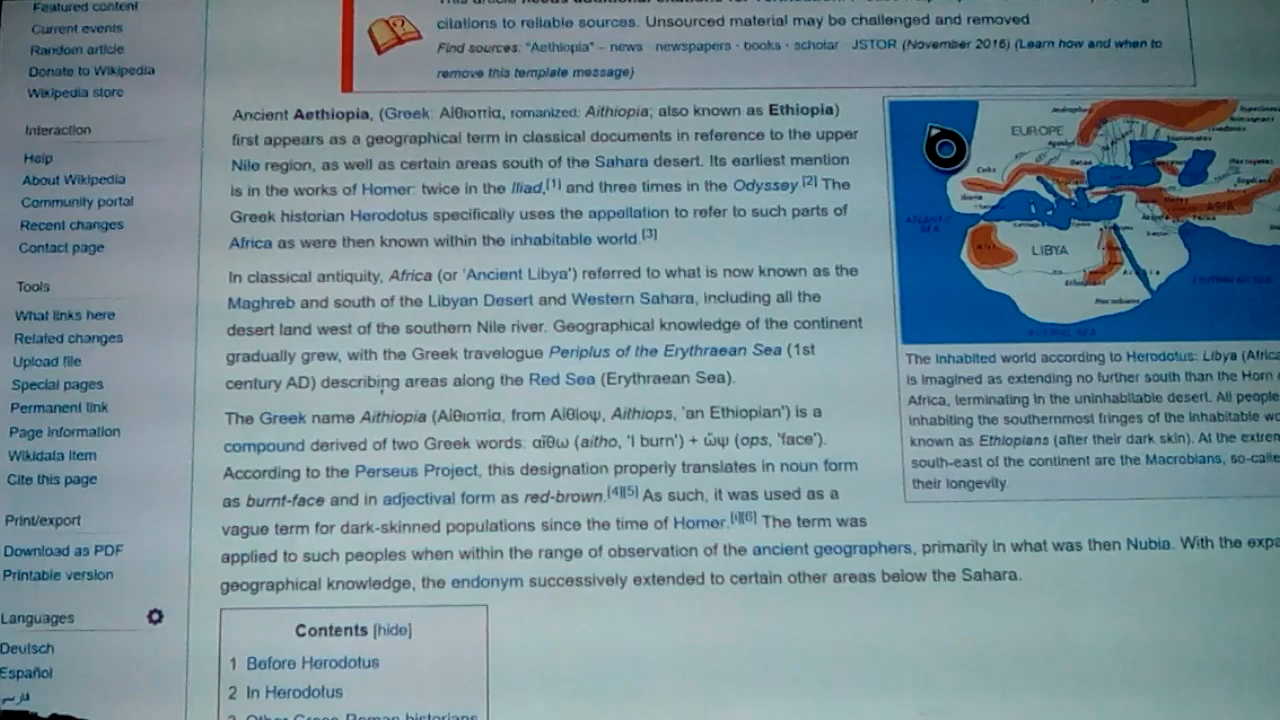 Featured content
Current events
Random article
Donate to Wikipedia
Wikipedia store
Interaction
Help
About Wikipedia
Community portal
Recent changes
Contact page
Tools
What links here
Related changes
Upload file
Special pages
Permanent link
Page information
Wikidata item
Cite this page
Print/export
Download as PDF
Printable version
Languages
Deutsch
Español
فارسی
citations to reliable sources. Unsourced material may be challenged and removed.
Find sources: "Aethiopia" – news · newspapers · books · scholar · JSTOR (November 2016) (Learn how and when to
remove this template message)
Ancient Aethiopia, (Greek: Αἰθιοπία, romanized: Aithiopia; also known as Ethiopia)
first appears as a geographical term in classical documents in reference to the upper
Nile region, as well as certain areas south of the Sahara desert. Its earliest mention
is in the works of Homer: twice in the Iliad,[1] and three times in the Odyssey.[2] The
Greek historian Herodotus specifically uses the appellation to refer to such parts of
Africa as were then known within the inhabitable world.[3]
In classical antiquity, Africa (or 'Ancient Libya') referred to what is now known as the
Maghreb and south of the Libyan Desert and Western Sahara, including all the
desert land west of the southern Nile river. Geographical knowledge of the continent
gradually grew, with the Greek travelogue Periplus of the Erythraean Sea (1st
century AD) describing areas along the Red Sea (Erythraean Sea).
The Greek name Aithiopia (Αἰθιοπία, from Αἰθίοψ, Aithiops, 'an Ethiopian') is a
compound derived of two Greek words: αἴθω (aitho, 'I burn') + ὤψ (ops, 'face').
According to the Perseus Project, this designation properly translates in noun form
as burnt-face and in adjectival form as red-brown.[4][5] As such, it was used as a
vague term for dark-skinned populations since the time of Homer.[i][6] The term was
applied to such peoples when within the range of observation of the ancient geographers, primarily in what was then Nubia. With the expa
geographical knowledge, the endonym successively extended to certain other areas below the Sahara.
EUROPE
ASIA
ATLANTIC
SEA
LIBYA
AUSTRAL SEA
The inhabited world according to Herodotus: Libya (Africa
is imagined as extending no further south than the Horn
Africa, terminating in the uninhabitable desert. All people
inhabiting the southernmost fringes of the inhabitable wo
known as Ethiopians (after their dark skin). At the extrem
south-east of the continent are the Macrobians, so-calle
their longevity.
Contents [hide]
1 Before Herodotus
2 In Herodotus
3 Other Greco-Roman historians